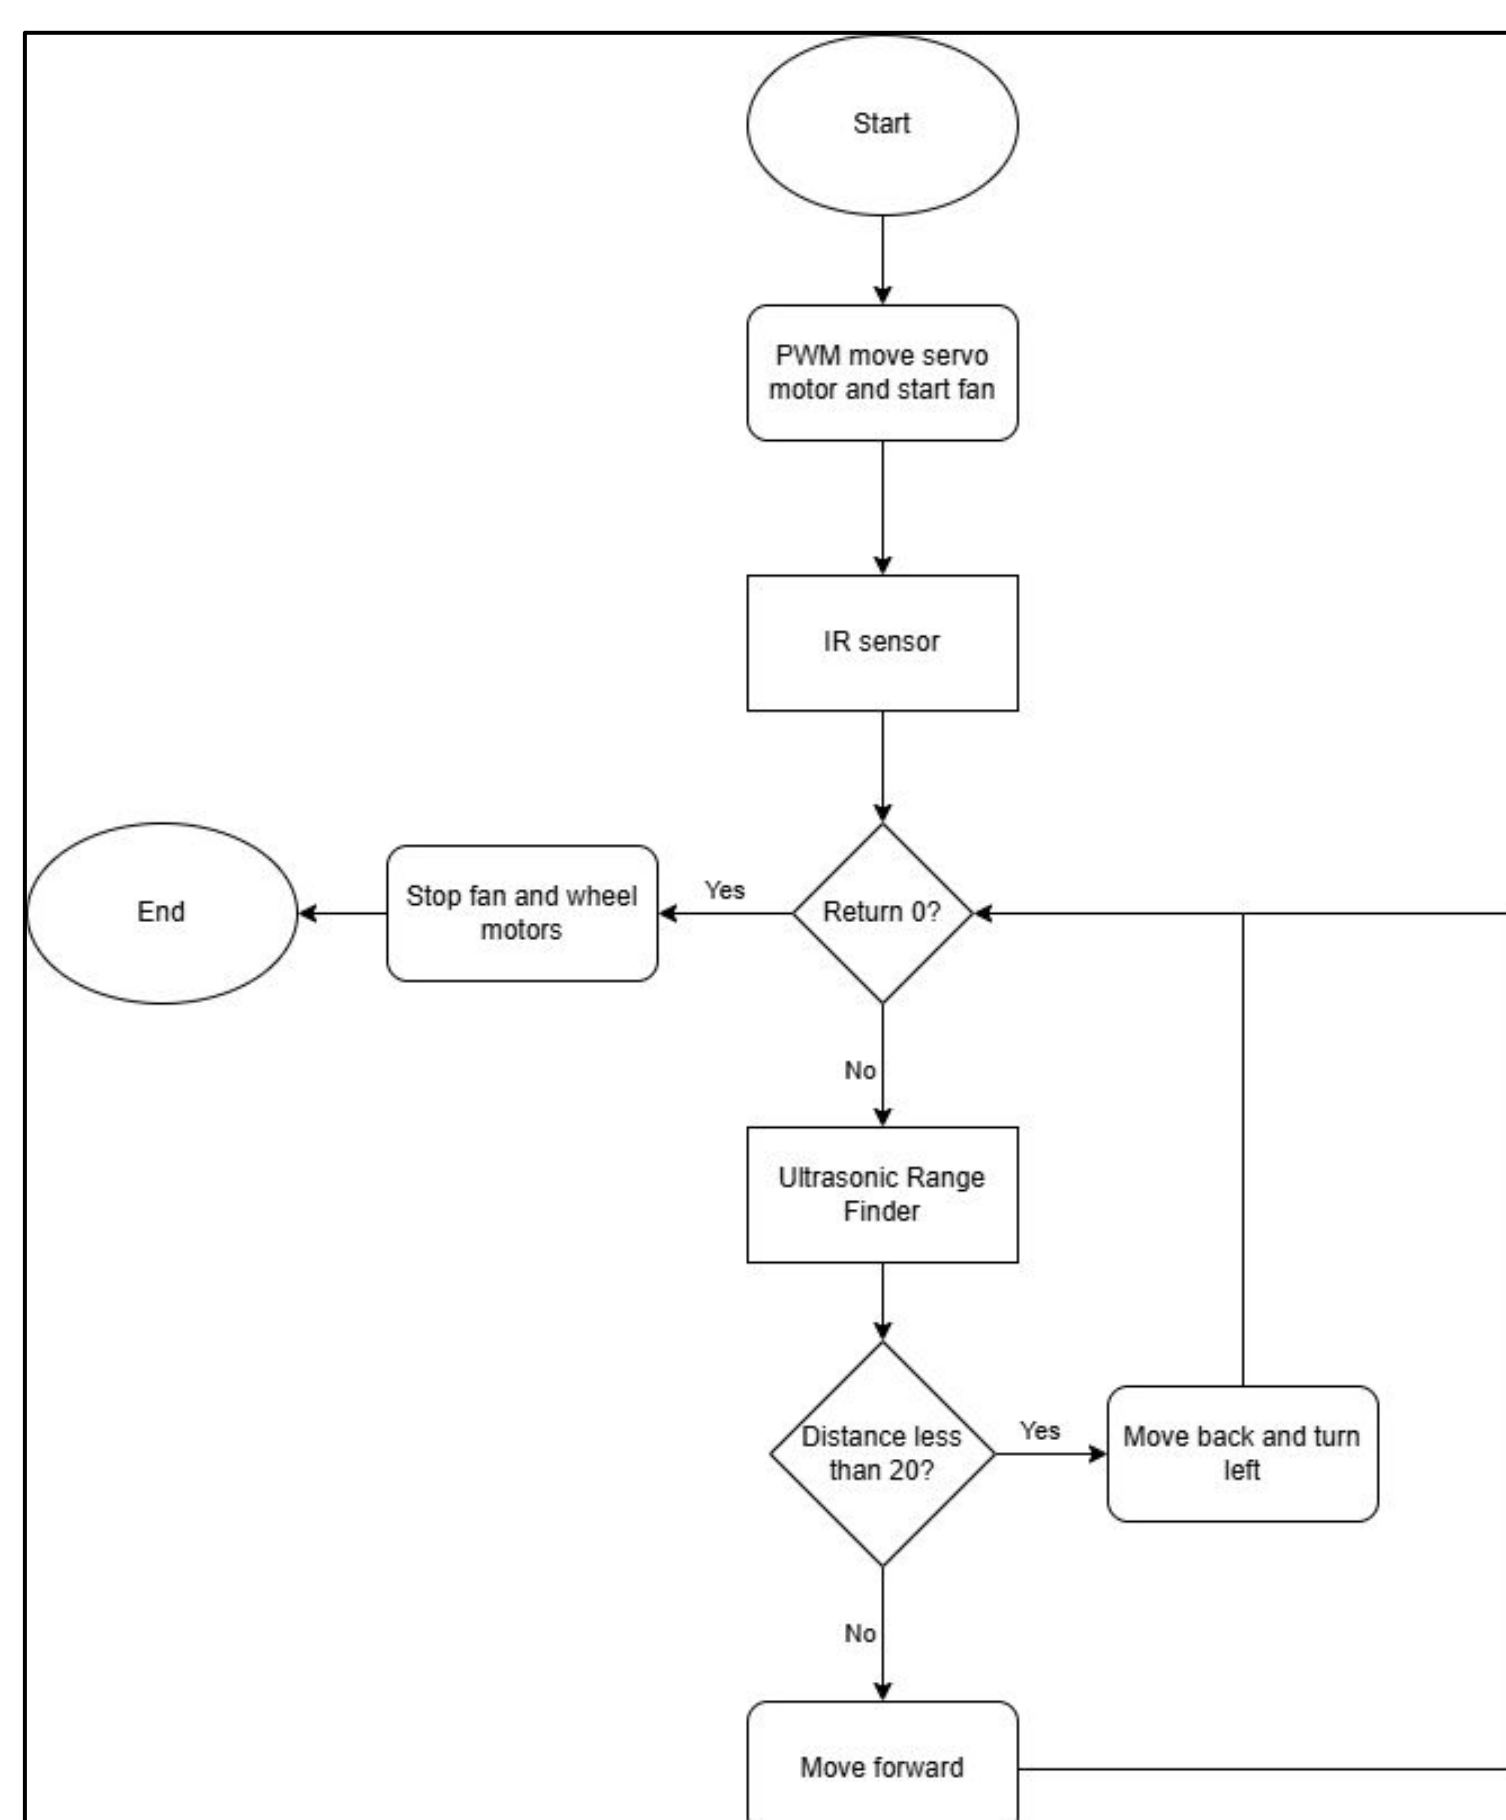 Start
PWM move servo
motor and start fan
IR sensor
End
Stop fan and wheel
motors
Yes
Return 0?
No
Ultrasonic Range
Finder
Distance less
than 20?
Yes
Move back and turn
left
No
Move forward